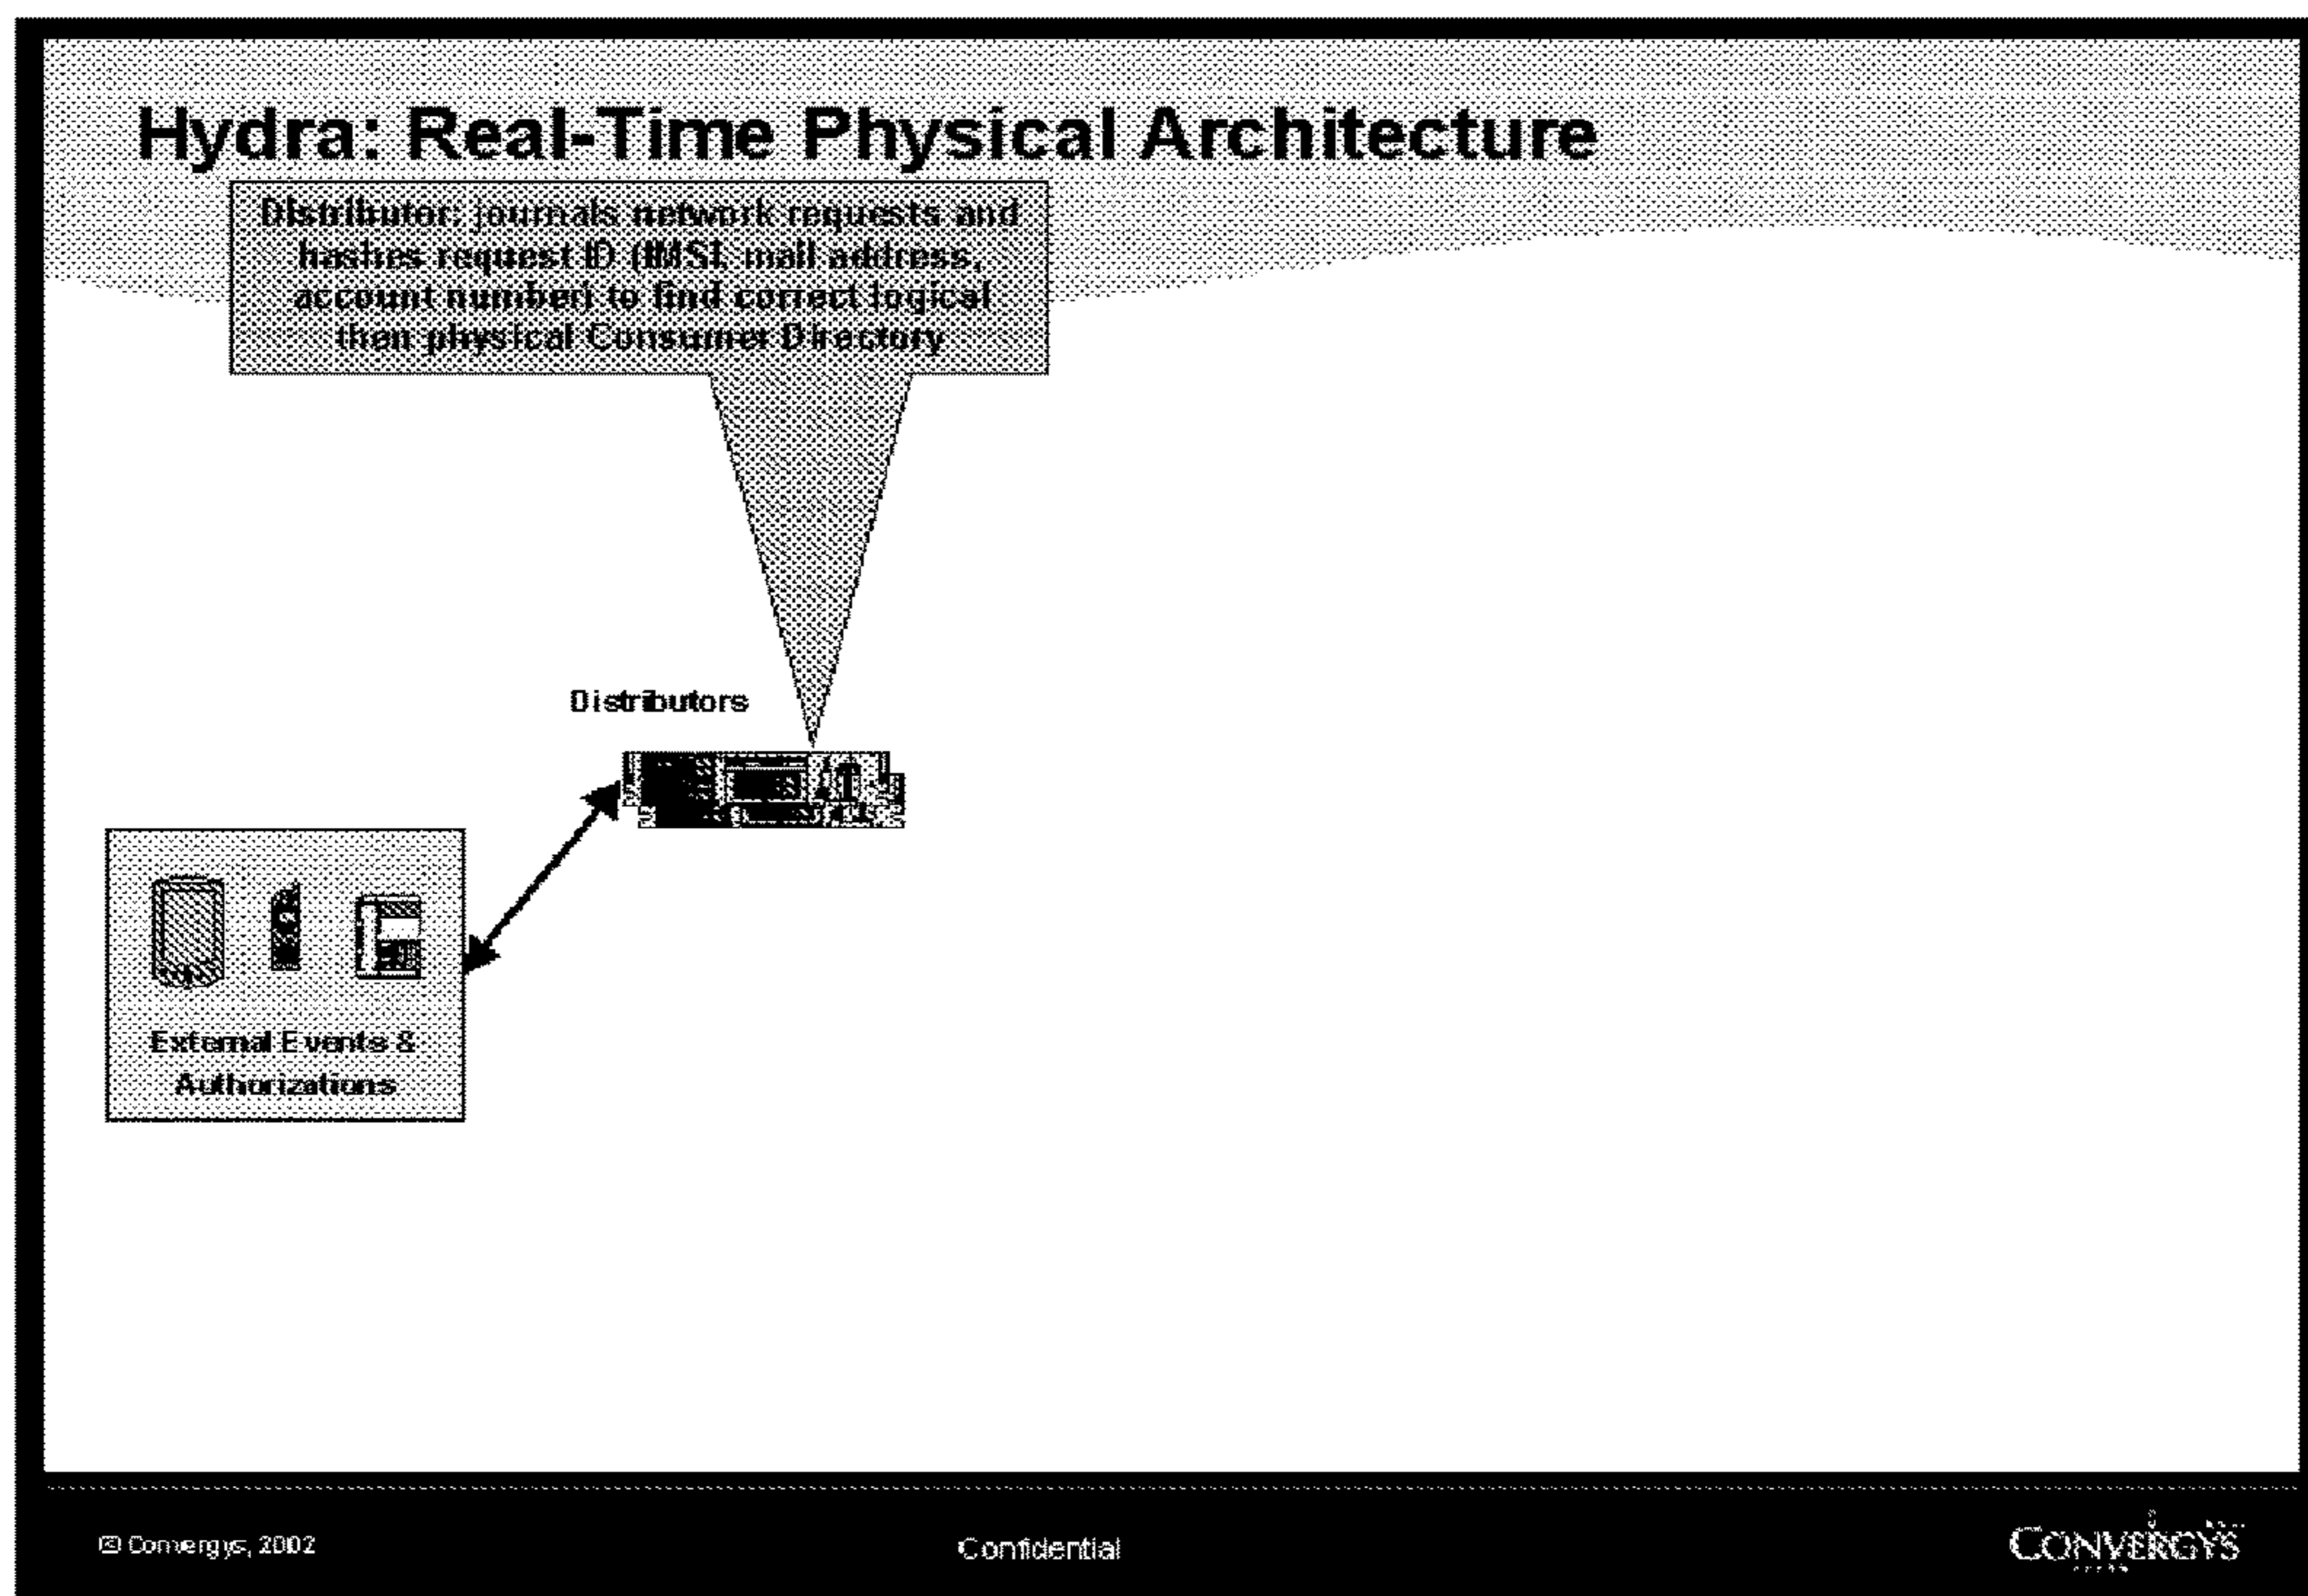 Hydra: Real-Time Physical Architecture
Distributor: journals network requests and
hashes request ID (IMSI, mail address,
account number) to find correct logical
then physical Consumer Directory
Distributors
External Events &
Authorizations
© Convergys, 2002
Confidential
CONVERGYS